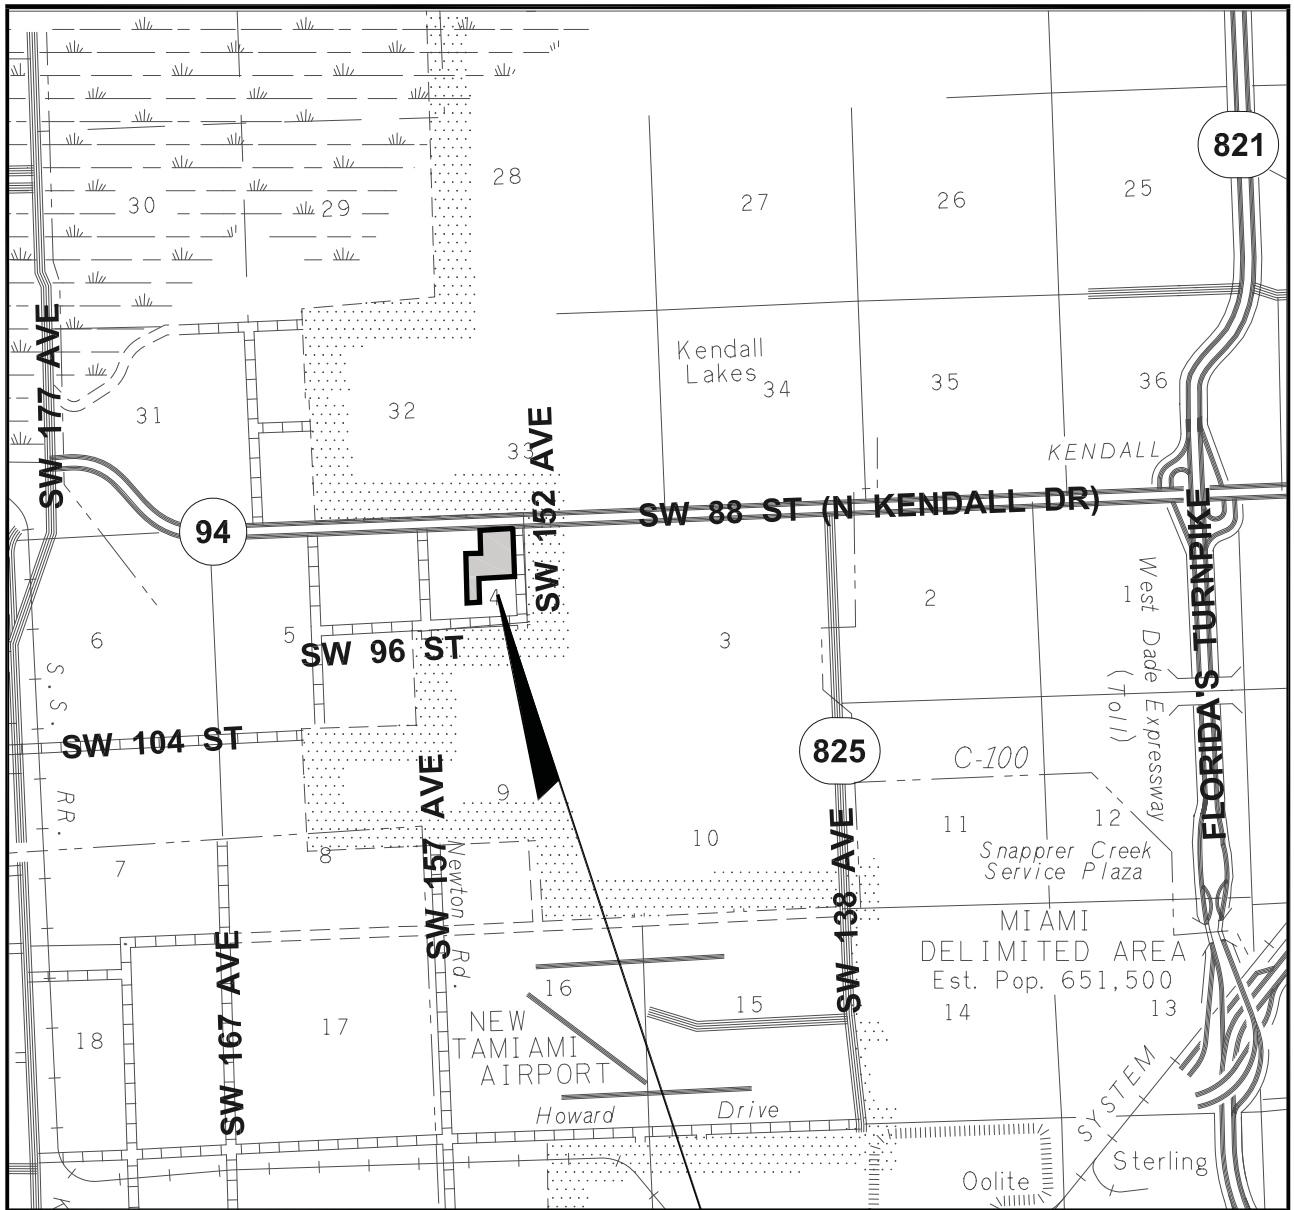 821
28
25
30
29
27
26
SW 177 AVE
Kendall
Lakes
34
35
36
31
32
33
SW 152 AVE
KENDALL
SW 88 ST (N KENDALL DR)
94
FLORIDA'S TURNPIKE
West Dade Expressway
(Toll)
4
2
1
6
5
3
SW 96 ST
S. S. RR.
SW 104 ST
825
C-100
SW 157 AVE
9
SW 138 AVE
10
11
12
Snapprer Creek
Service Plaza
7
8
Newton Rd.
MIAMI
DELIMITED AREA
Est. Pop. 651,500
SW 167 AVE
16
15
14
13
18
17
NEW
TAMIAMI
AIRPORT
Howard Drive
SYSTEM
Sterling
Oolite
K